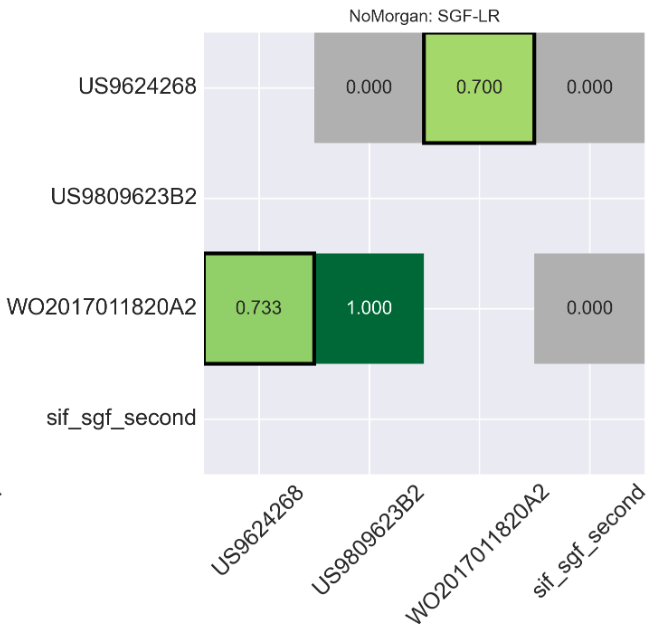 NoMorgan: SGF-LR
US9624268
0.000
0.700
0.000
US9809623B2
WO2017011820A2
0.733
1.000
0.000
sif_sgf_second
US9624268
US9809623B2
WO2017011820A2
sif_sgf_second